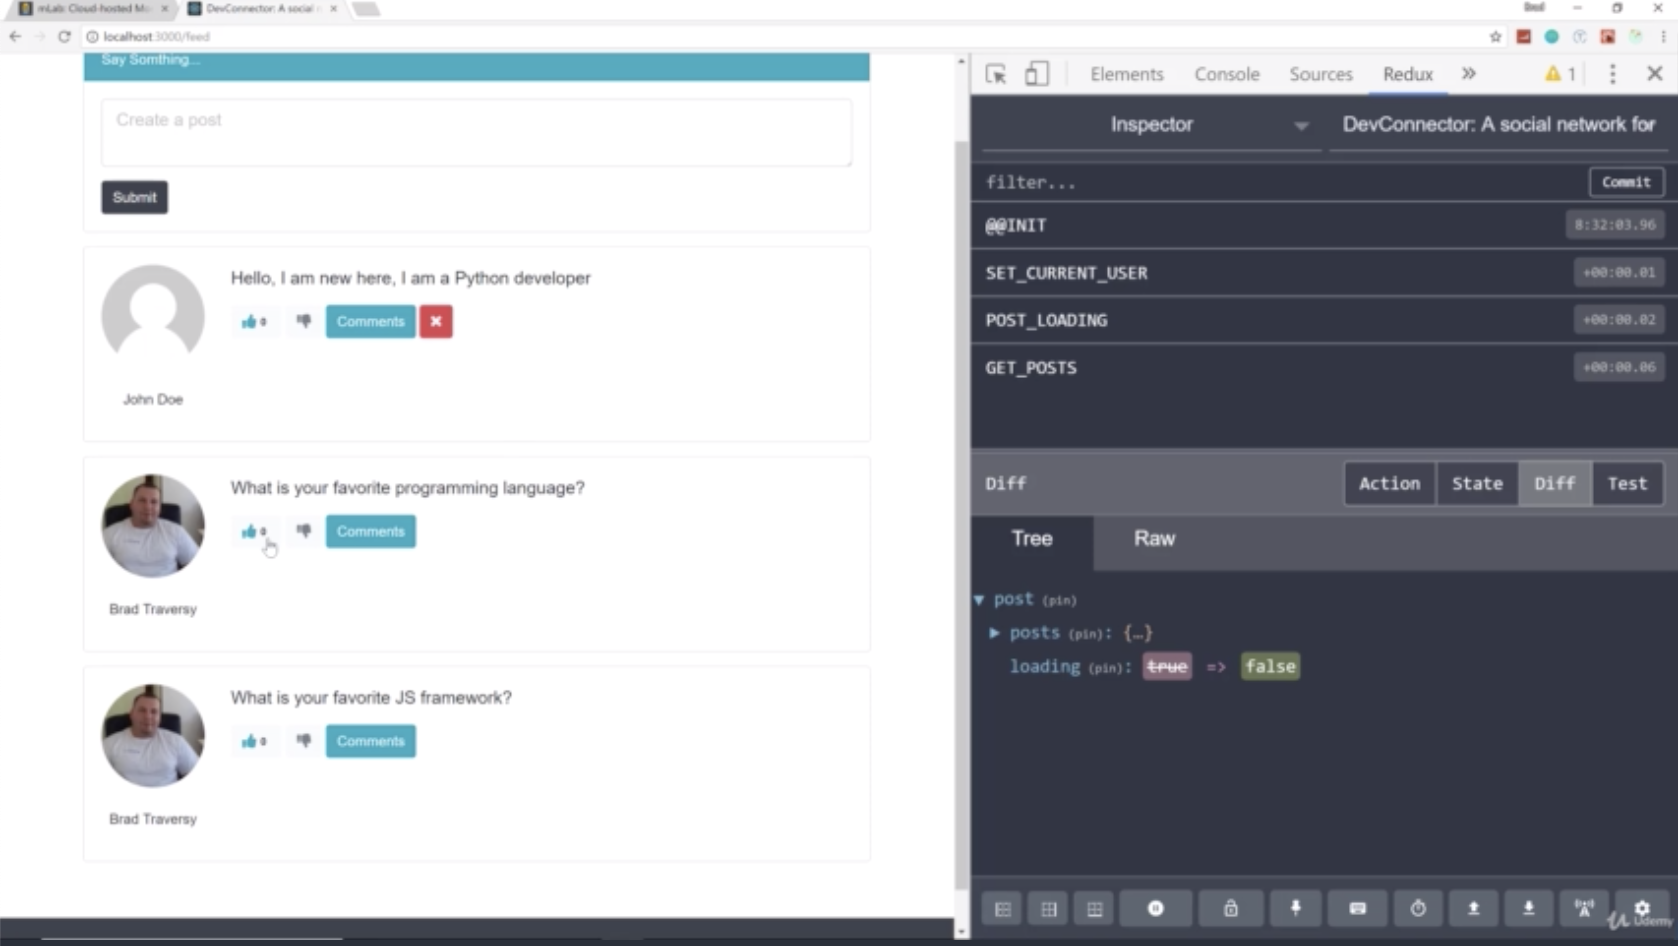 mLab: Cloud-hosted Mo
DevConnector: A social n
localhost:3000/feed
Say Somthing...
Create a post
Submit
Hello, I am new here, I am a Python developer
0
Comments
John Doe
What is your favorite programming language?
0
Comments
Brad Traversy
What is your favorite JS framework?
0
Comments
Brad Traversy
Elements Console Sources Redux » 1
Inspector DevConnector: A social network for
filter... Commit
@@INIT 8:32:03.96
SET_CURRENT_USER +00:00.01
POST_LOADING +00:00.02
GET_POSTS +00:00.06
Diff Action State Diff Test
Tree Raw
post (pin)
posts (pin): {…}
loading (pin): true => false
Udemy